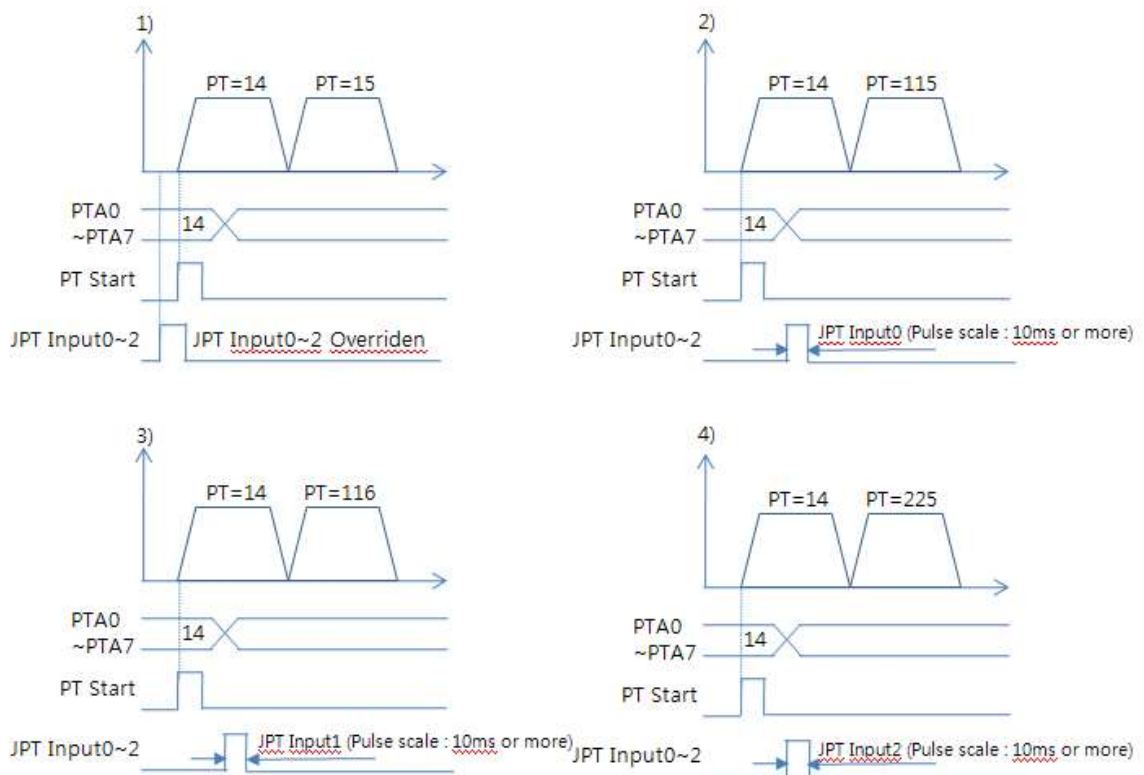 1)
PT=14
PT=15
PTA0
~PTA7
14
PT Start
JPT Input0~2
JPT Input0~2 Overriden
2)
PT=14
PT=115
PTA0
~PTA7
14
PT Start
JPT Input0~2
JPT Input0 (Pulse scale : 10ms or more)
3)
PT=14
PT=116
PTA0
~PTA7
14
PT Start
JPT Input0~2
JPT Input1 (Pulse scale : 10ms or more)
4)
PT=14
PT=225
PTA0
~PTA7
14
PT Start
JPT Input0~2
JPT Input2 (Pulse scale : 10ms or more)